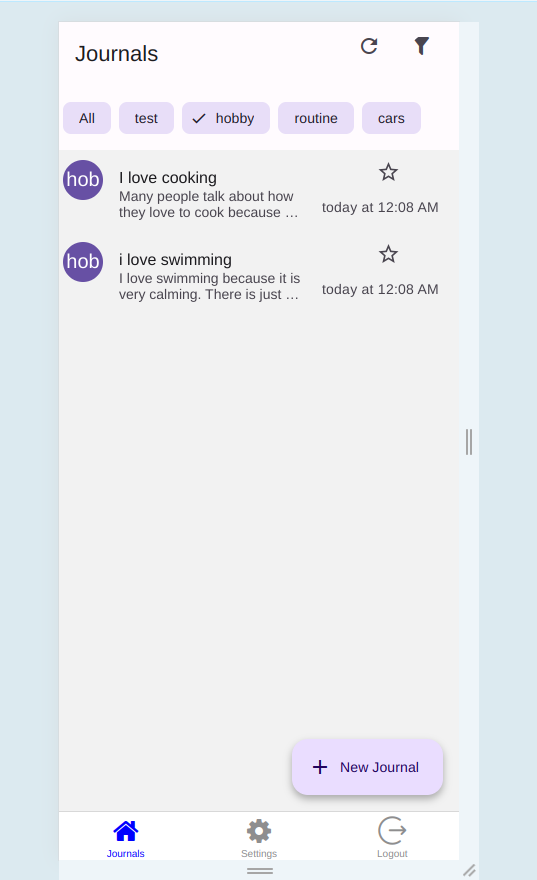 Journals
All test hobby routine cars
hob
I love cooking
Many people talk about how
they love to cook because …
today at 12:08 AM
hob
i love swimming
I love swimming because it is
very calming. There is just …
today at 12:08 AM
New Journal
Journals Settings Logout